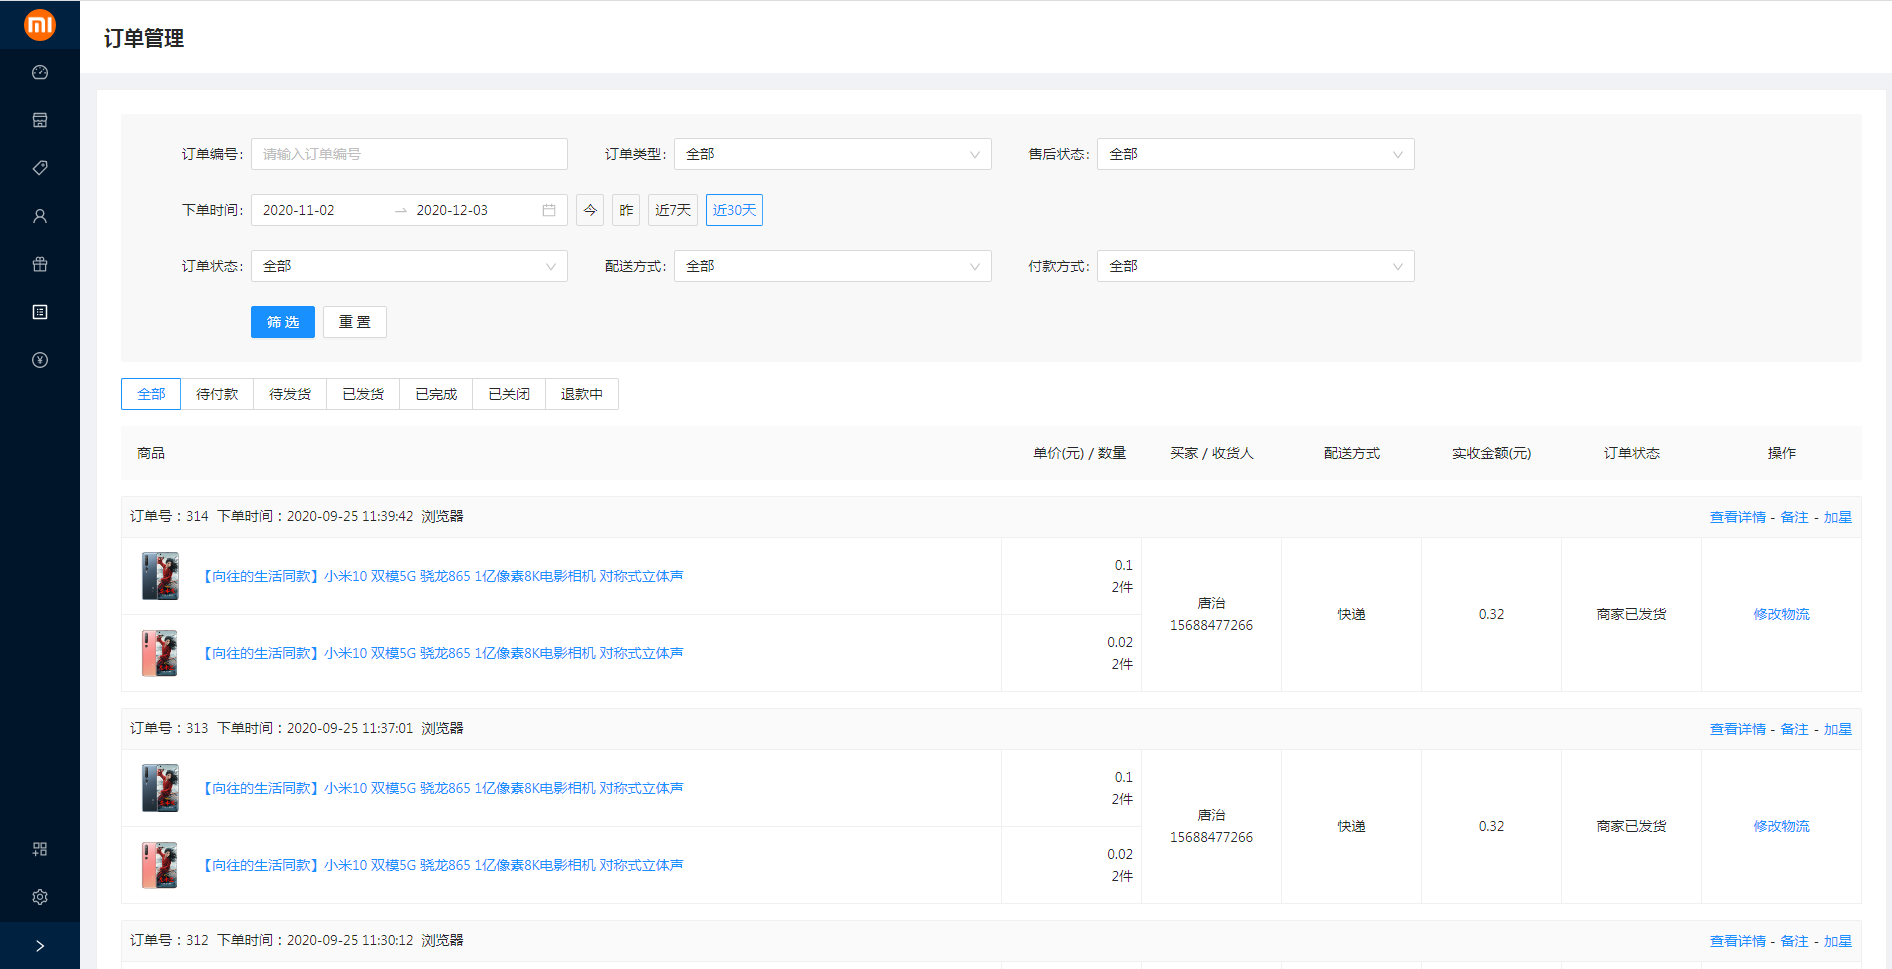 订单管理
订单编号: 请输入订单编号 订单类型: 全部 售后状态: 全部
下单时间: 2020-11-02 → 2020-12-03 今 昨 近7天 近30天
订单状态: 全部 配送方式: 全部 付款方式: 全部
筛 选 重 置
全部 待付款 待发货 已发货 已完成 已关闭 退款中
商品 单价(元) / 数量 买家 / 收货人 配送方式 实收金额(元) 订单状态 操作
订单号：314 下单时间：2020-09-25 11:39:42 浏览器 查看详情 - 备注 - 加星
【向往的生活同款】小米10 双模5G 骁龙865 1亿像素8K电影相机 对称式立体声
0.1
2件
【向往的生活同款】小米10 双模5G 骁龙865 1亿像素8K电影相机 对称式立体声
0.02
2件
唐治
15688477266
快递
0.32
商家已发货
修改物流
订单号：313 下单时间：2020-09-25 11:37:01 浏览器 查看详情 - 备注 - 加星
【向往的生活同款】小米10 双模5G 骁龙865 1亿像素8K电影相机 对称式立体声
0.1
2件
【向往的生活同款】小米10 双模5G 骁龙865 1亿像素8K电影相机 对称式立体声
0.02
2件
唐治
15688477266
快递
0.32
商家已发货
修改物流
订单号：312 下单时间：2020-09-25 11:30:12 浏览器 查看详情 - 备注 - 加星